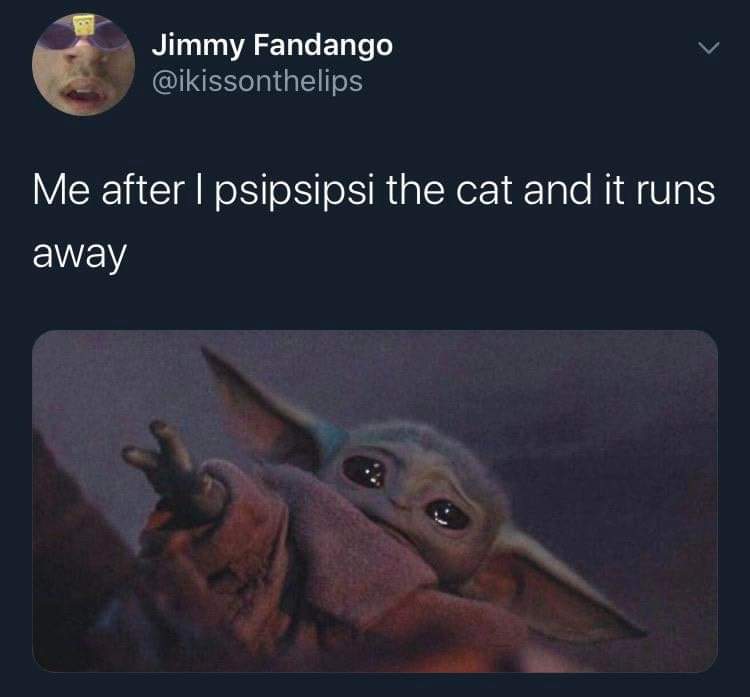 Jimmy Fandango
@ikissonthelips
Me after I psipsipsi the cat and it runs
away